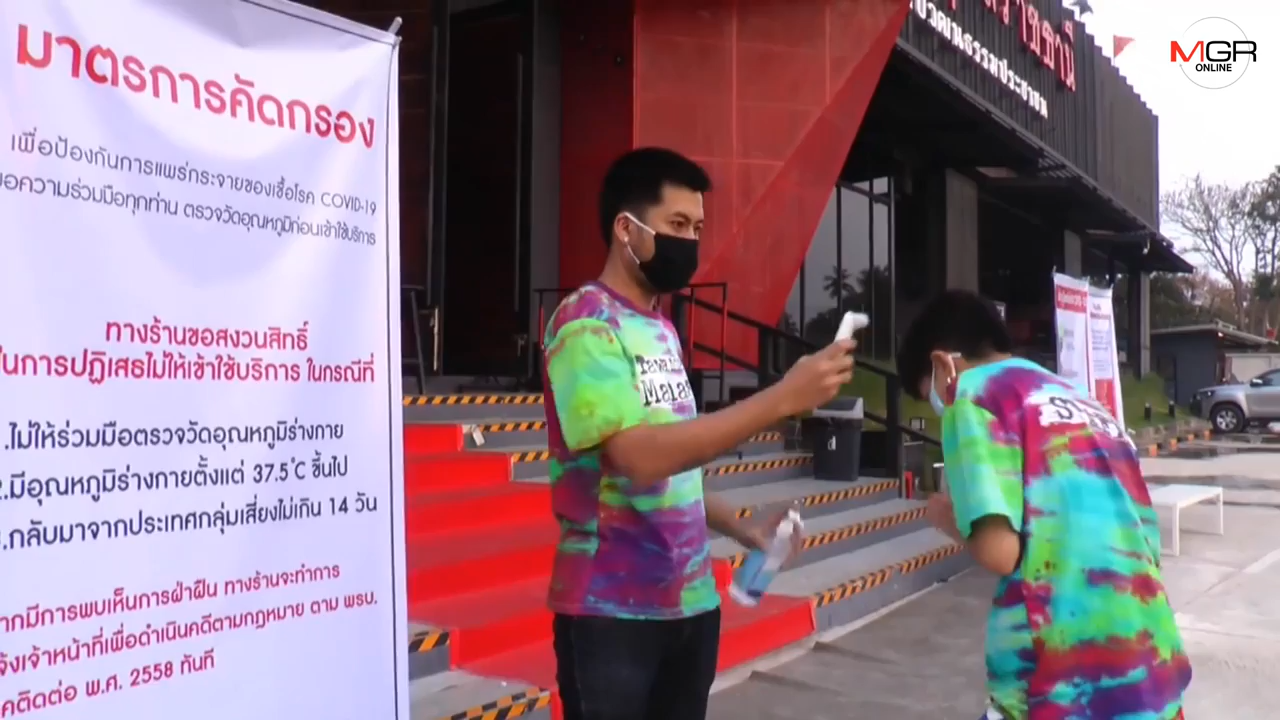 มาตรการคัดกรอง
เพื่อป้องกันการแพร่กระจายของเชื้อโรค COVID-19
ขอความร่วมมือทุกท่าน ตรวจวัดอุณหภูมิก่อนเข้าใช้บริการ
ทางร้านขอสงวนสิทธิ์
ในการปฏิเสธไม่ให้เข้าใช้บริการ ในกรณีที่
.ไม่ให้ร่วมมือตรวจวัดอุณหภูมิร่างกาย
2.มีอุณหภูมิร่างกายตั้งแต่ 37.5°C ขึ้นไป
.กลับมาจากประเทศกลุ่มเสี่ยงไม่เกิน 14 วัน
ากมีการพบเห็นการฝ่าฝืน ทางร้านจะทำการ
จ้งเจ้าหน้าที่เพื่อดำเนินคดีตามกฎหมาย ตาม พรบ.
คติดต่อ พ.ศ. 2558 ทันที
MGR
ONLINE